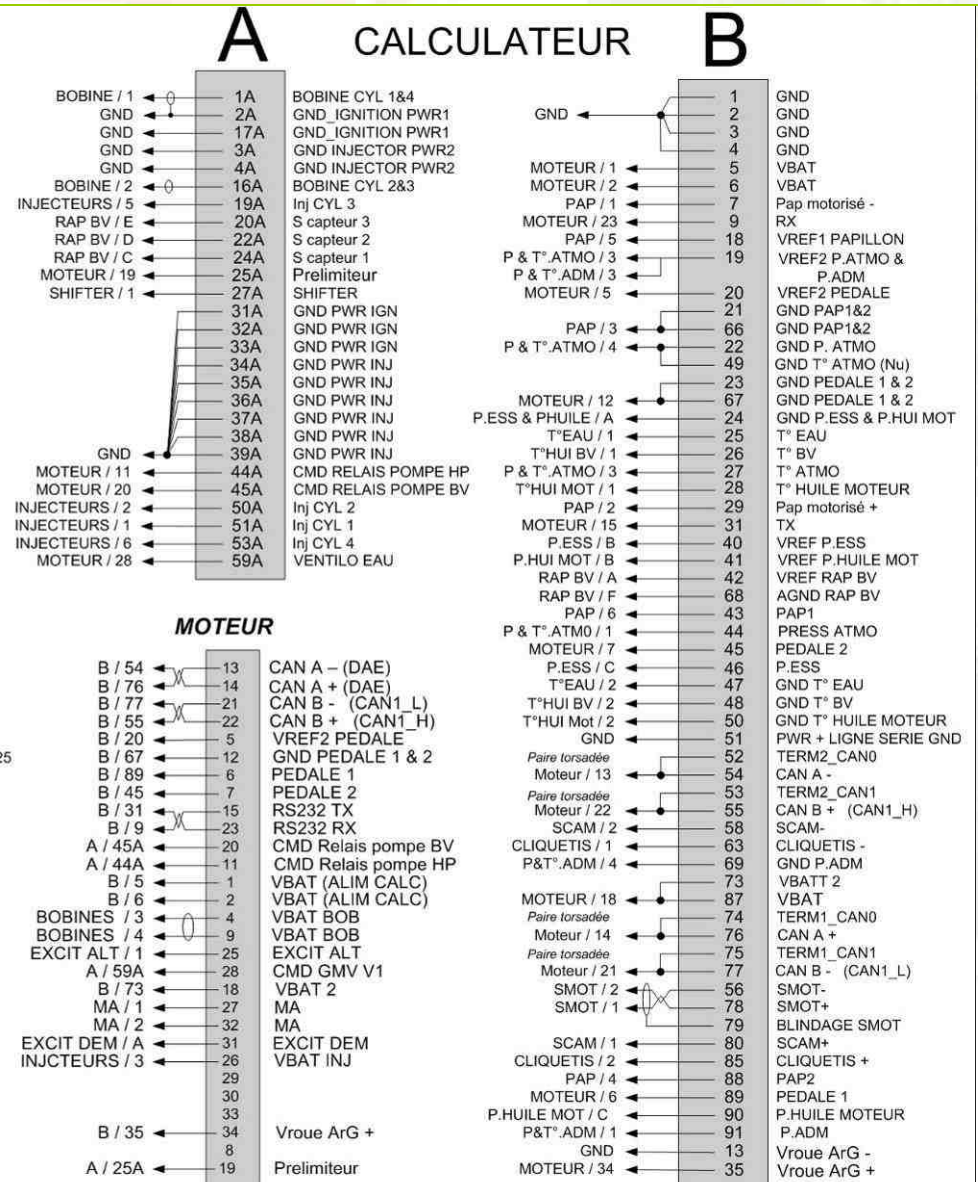 A CALCULATEUR B
BOBINE / 1 1A BOBINE CYL 1&4
GND 2A GND_IGNITION PWR1
GND 17A GND_IGNITION PWR1
GND 3A GND INJECTOR PWR2
GND 4A GND INJECTOR PWR2
BOBINE / 2 16A BOBINE CYL 2&3
INJECTEURS / 5 19A Inj CYL 3
RAP BV / E 20A S capteur 3
RAP BV / D 22A S capteur 2
RAP BV / C 24A S capteur 1
MOTEUR / 19 25A Prelimiteur
SHIFTER / 1 27A SHIFTER
31A GND PWR IGN
32A GND PWR IGN
33A GND PWR IGN
34A GND PWR INJ
35A GND PWR INJ
36A GND PWR INJ
37A GND PWR INJ
38A GND PWR INJ
GND 39A GND PWR INJ
MOTEUR / 11 44A CMD RELAIS POMPE HP
MOTEUR / 20 45A CMD RELAIS POMPE BV
INJECTEURS / 2 50A Inj CYL 2
INJECTEURS / 1 51A Inj CYL 1
INJECTEURS / 6 53A Inj CYL 4
MOTEUR / 28 59A VENTILO EAU
MOTEUR
B / 54 13 CAN A – (DAE)
B / 76 14 CAN A + (DAE)
B / 77 21 CAN B - (CAN1_L)
B / 55 22 CAN B + (CAN1_H)
B / 20 5 VREF2 PEDALE
25
B / 67 12 GND PEDALE 1 & 2
B / 89 6 PEDALE 1
B / 45 7 PEDALE 2
B / 31 15 RS232 TX
B / 9 23 RS232 RX
A / 45A 20 CMD Relais pompe BV
A / 44A 11 CMD Relais pompe HP
B / 5 1 VBAT (ALIM CALC)
B / 6 2 VBAT (ALIM CALC)
BOBINES / 3 4 VBAT BOB
BOBINES / 4 9 VBAT BOB
EXCIT ALT / 1 25 EXCIT ALT
A / 59A 28 CMD GMV V1
B / 73 18 VBAT 2
MA / 1 27 MA
MA / 2 32 MA
EXCIT DEM / A 31 EXCIT DEM
INJCTEURS / 3 26 VBAT INJ
29
30
33
B / 35 34 Vroue ArG +
8
A / 25A 19 Prelimiteur
1 GND
GND 2 GND
3 GND
4 GND
MOTEUR / 1 5 VBAT
MOTEUR / 2 6 VBAT
PAP / 1 7 Pap motorisé -
MOTEUR / 23 9 RX
PAP / 5 18 VREF1 PAPILLON
P & T°.ATMO / 3 19 VREF2 P.ATMO &
P & T°.ADM / 3 P.ADM
MOTEUR / 5 20 VREF2 PEDALE
21 GND PAP1&2
PAP / 3 66 GND PAP1&2
P & T°.ATMO / 4 22 GND P. ATMO
49 GND T° ATMO (Nu)
23 GND PEDALE 1 & 2
MOTEUR / 12 67 GND PEDALE 1 & 2
P.ESS & PHUILE / A 24 GND P.ESS & P.HUI MOT
T°EAU / 1 25 T° EAU
T°HUI BV / 1 26 T° BV
P & T°.ATMO / 3 27 T° ATMO
T°HUI MOT / 1 28 T° HUILE MOTEUR
PAP / 2 29 Pap motorisé +
MOTEUR / 15 31 TX
P.ESS / B 40 VREF P.ESS
P.HUI MOT / B 41 VREF P.HUILE MOT
RAP BV / A 42 VREF RAP BV
RAP BV / F 68 AGND RAP BV
PAP / 6 43 PAP1
P & T°.ATM0 / 1 44 PRESS ATMO
MOTEUR / 7 45 PEDALE 2
P.ESS / C 46 P.ESS
T°EAU / 2 47 GND T° EAU
T°HUI BV / 2 48 GND T° BV
T°HUI Mot / 2 50 GND T° HUILE MOTEUR
GND 51 PWR + LIGNE SERIE GND
Paire torsadée 52 TERM2_CAN0
Moteur / 13 54 CAN A -
Paire torsadée 53 TERM2_CAN1
Moteur / 22 55 CAN B + (CAN1_H)
SCAM / 2 58 SCAM-
CLIQUETIS / 1 63 CLIQUETIS -
P&T°.ADM / 4 69 GND P.ADM
73 VBATT 2
MOTEUR / 18 87 VBAT
Paire torsadée 74 TERM1_CAN0
Moteur / 14 76 CAN A +
Paire torsadée 75 TERM1_CAN1
Moteur / 21 77 CAN B - (CAN1_L)
SMOT / 2 56 SMOT-
SMOT / 1 78 SMOT+
79 BLINDAGE SMOT
SCAM / 1 80 SCAM+
CLIQUETIS / 2 85 CLIQUETIS +
PAP / 4 88 PAP2
MOTEUR / 6 89 PEDALE 1
P.HUILE MOT / C 90 P.HUILE MOTEUR
P&T°.ADM / 1 91 P.ADM
GND 13 Vroue ArG -
MOTEUR / 34 35 Vroue ArG +